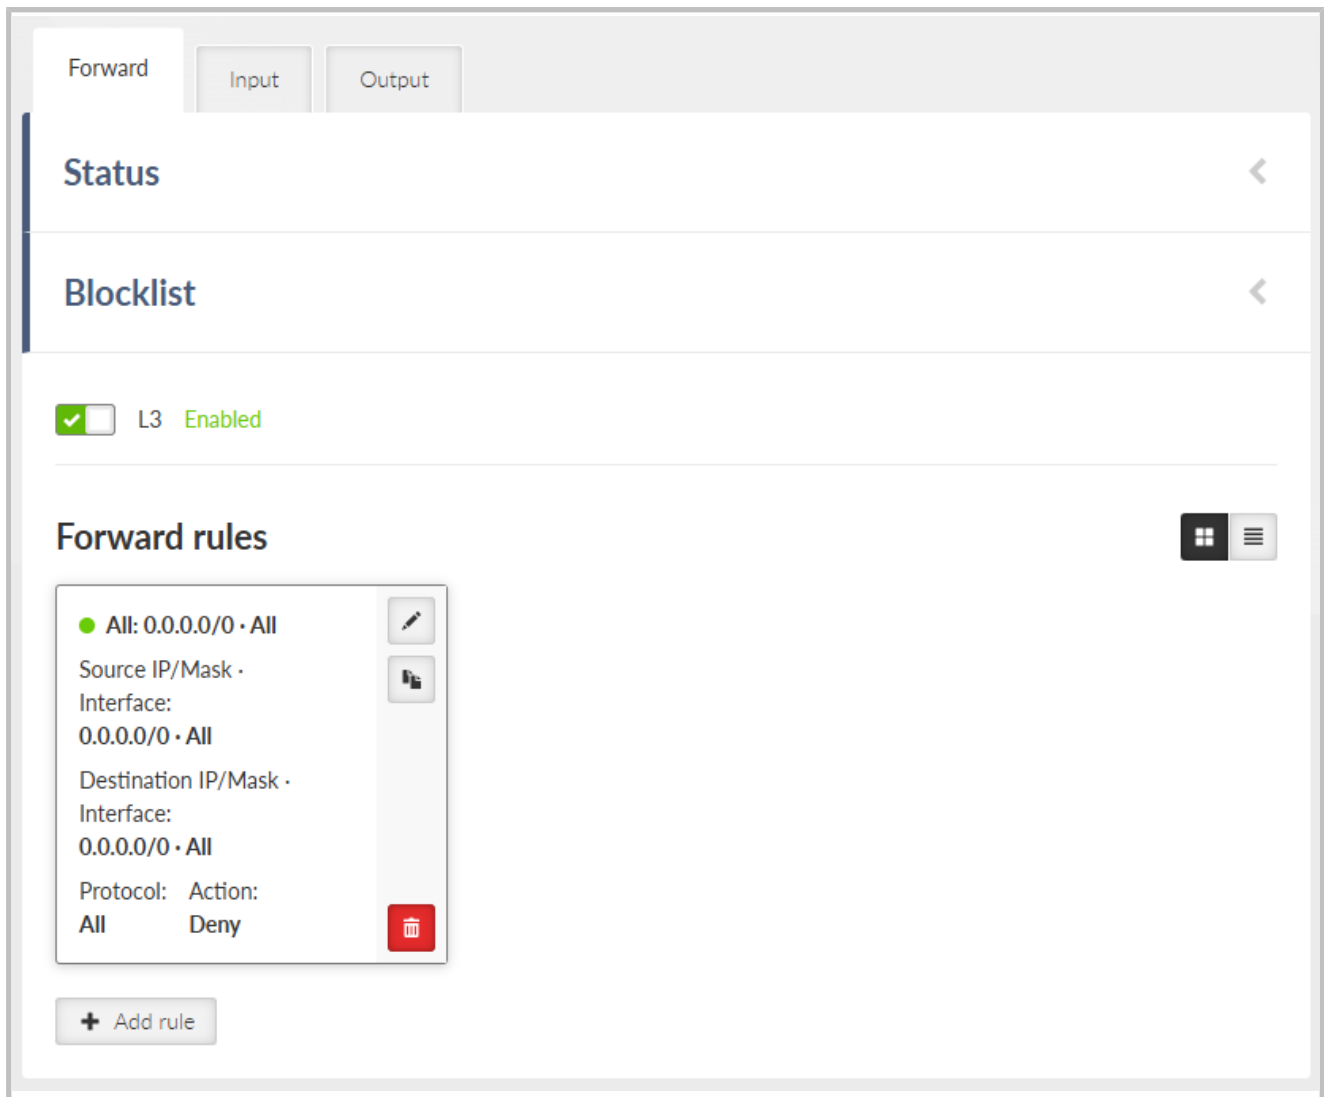 Forward
Input
Output
Status
Blocklist
L3 Enabled
Forward rules
All: 0.0.0.0/0 · All
Source IP/Mask ·
Interface:
0.0.0.0/0 · All
Destination IP/Mask ·
Interface:
0.0.0.0/0 · All
Protocol: Action:
All Deny
Add rule